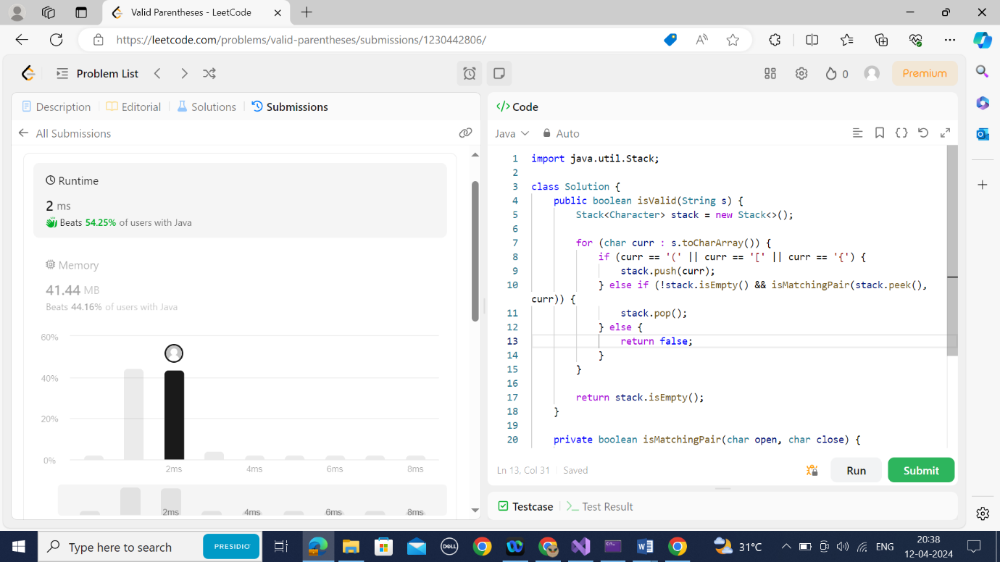 Valid Parentheses - LeetCode
https://leetcode.com/problems/valid-parentheses/submissions/1230442806/
Problem List
0
Premium
Description
Editorial
Solutions
Submissions
All Submissions
Runtime
2 ms
Beats 54.25% of users with Java
Memory
41.44 MB
Beats 44.16% of users with Java
60%
40%
20%
0%
2ms 4ms 6ms 8ms
2ms 4ms 6ms 8ms
</> Code
Java
Auto
1 import java.util.Stack;
2
3 class Solution {
4 public boolean isValid(String s) {
5 Stack<Character> stack = new Stack<>();
6
7 for (char curr : s.toCharArray()) {
8 if (curr == '(' || curr == '[' || curr == '{') {
9 stack.push(curr);
10 } else if (!stack.isEmpty() && isMatchingPair(stack.peek(),
curr)) {
11 stack.pop();
12 } else {
13 return false;
14 }
15 }
16
17 return stack.isEmpty();
18 }
19
20 private boolean isMatchingPair(char open, char close) {
Ln 13, Col 31 Saved
Run
Submit
Testcase
>_ Test Result
Type here to search
PRESIDIO
DELL
31°C
ENG
20:38
12-04-2024